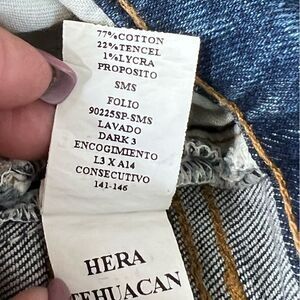 77%COTTON
22%TENCEL
1%LYCRA
PROPOSITO
SMS
FOLIO
90225SP-SMS
LAVADO
DARK 3
ENCOGIMIENTO
L3 X A14
CONSECUTIVO
141-146
HERA
TEHUACAN